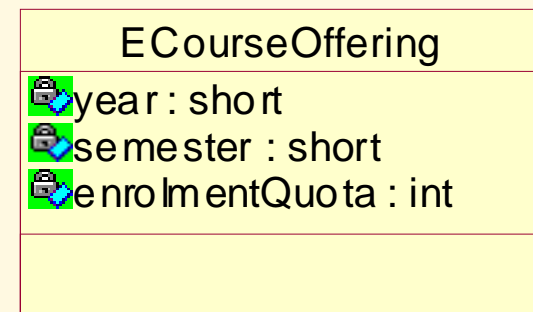 ECourseOffering
year : short
semester : short
enrolmentQuota : int